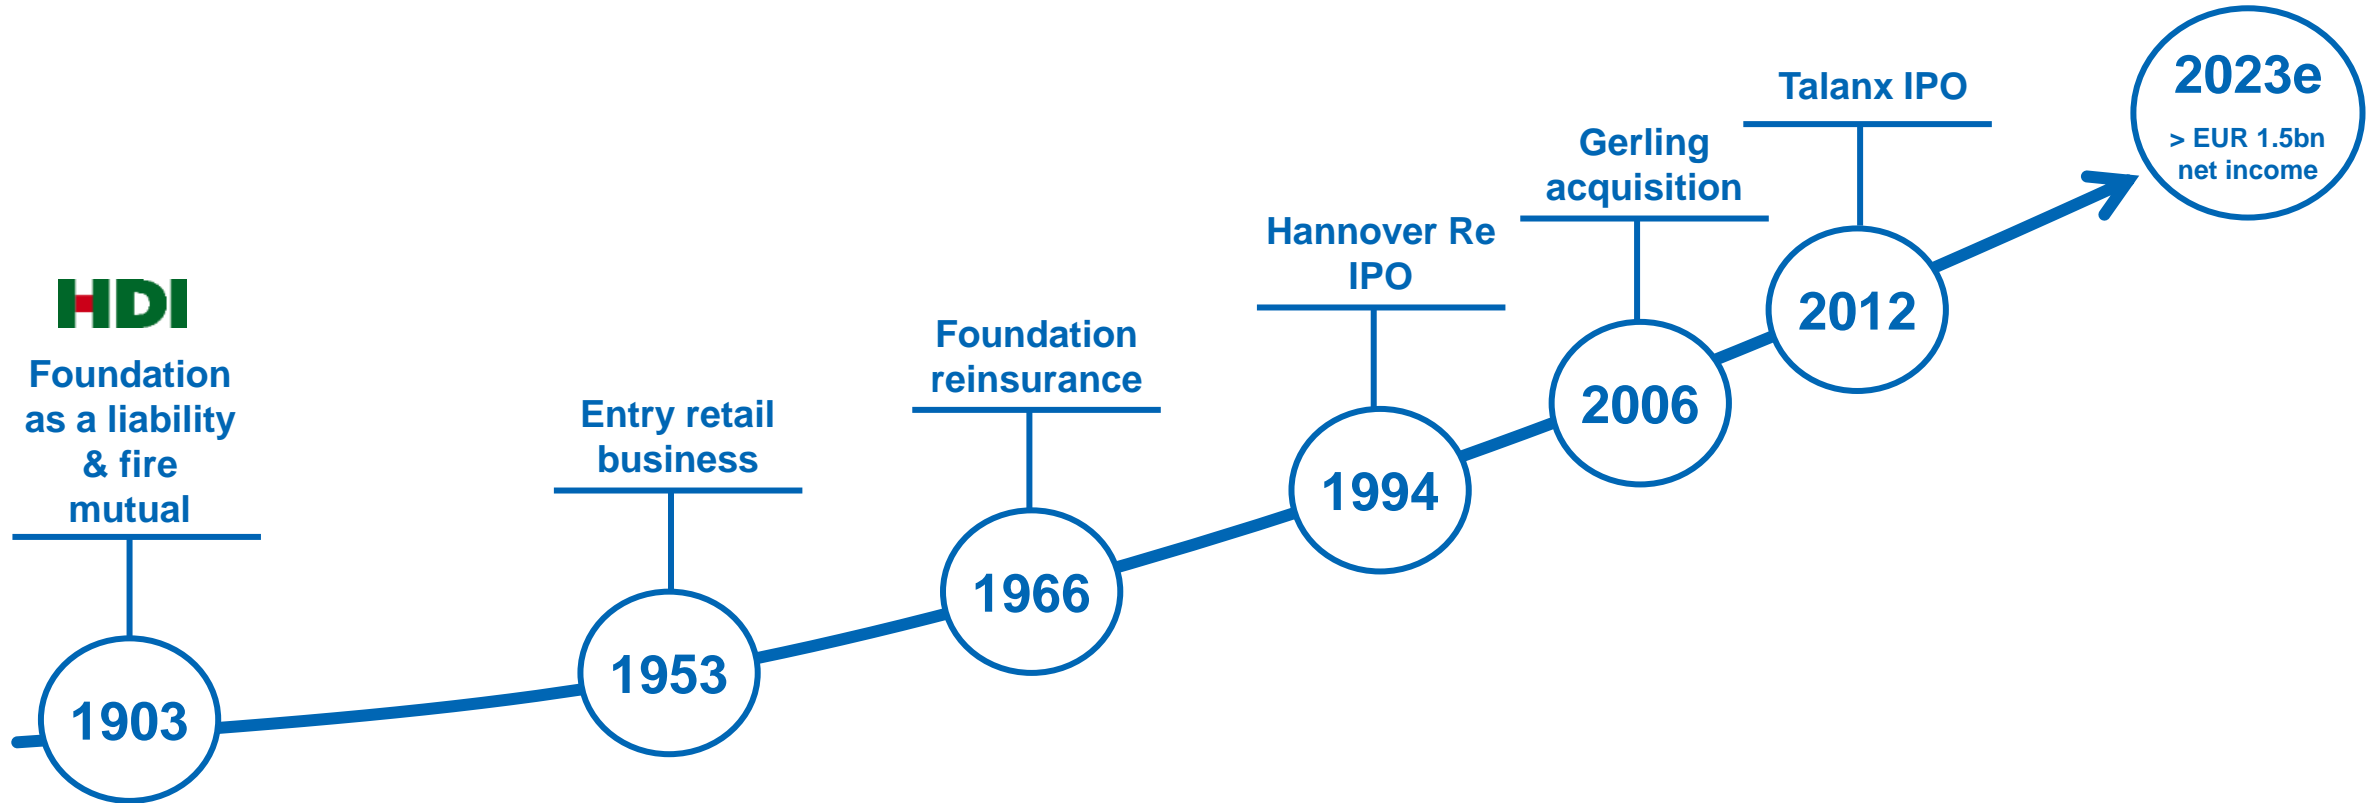 HDI
Foundation
as a liability
& fire
mutual
1903
Entry retail
business
1953
Foundation
reinsurance
1966
Hannover Re
IPO
1994
Gerling
acquisition
2006
Talanx IPO
2012
2023e
> EUR 1.5bn
net income